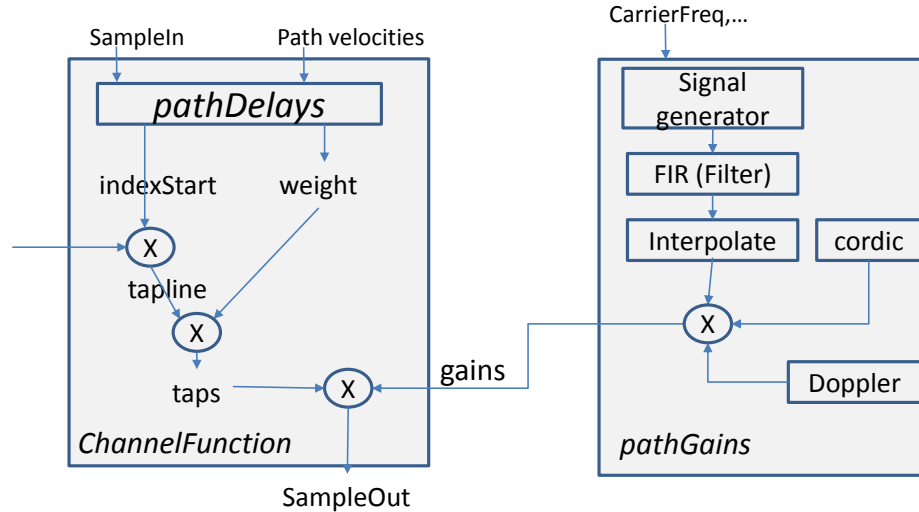 SampleIn
Path velocities
pathDelays
indexStart
weight
X
tapline
X
taps
X
gains
ChannelFunction
SampleOut
CarrierFreq,...
Signal
generator
FIR (Filter)
Interpolate
cordic
X
Doppler
pathGains